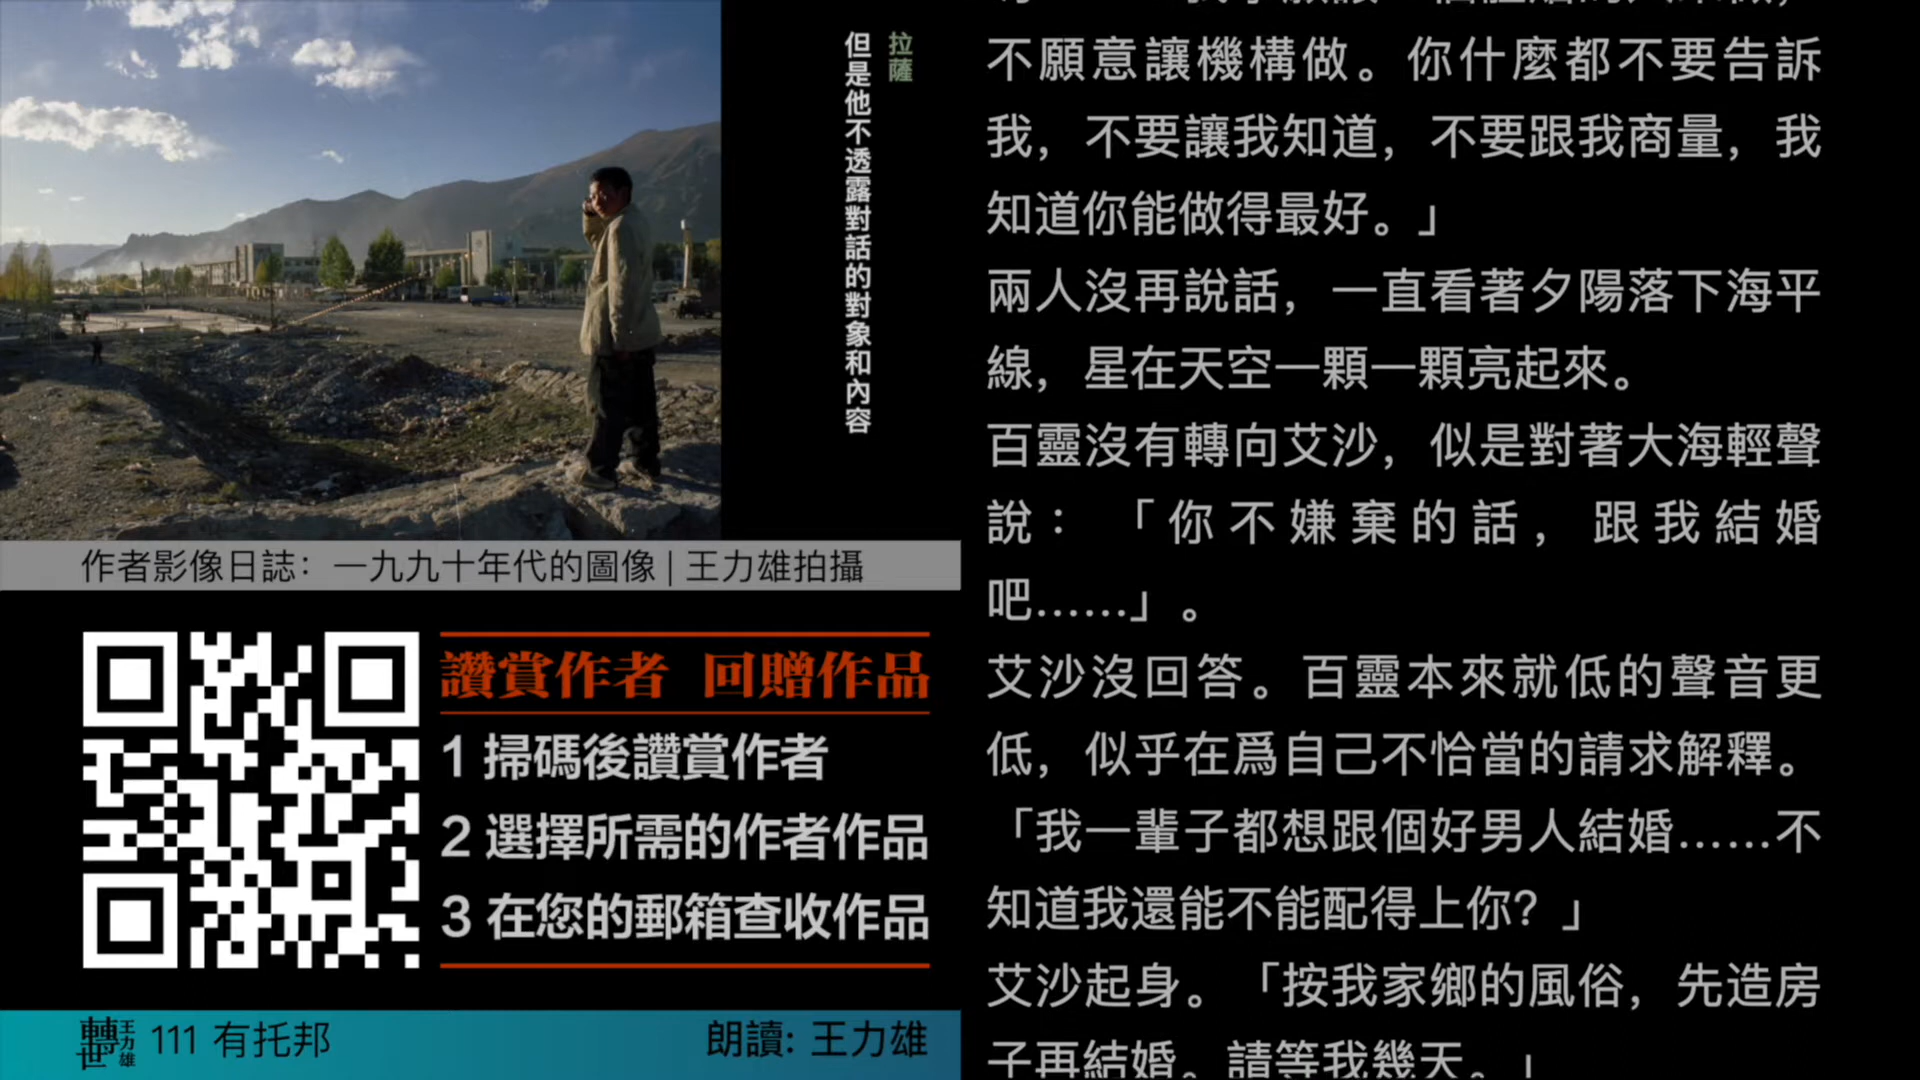 拉薩
但是他不透露對話的對象和內容
作者影像日誌：一九九十年代的圖像 | 王力雄拍攝
讚賞作者 回贈作品
1 掃碼後讚賞作者
2 選擇所需的作者作品
3 在您的郵箱查收作品
轉世
王力雄
111 有托邦
朗讀: 王力雄
不願意讓機構做。你什麼都不要告訴
我，不要讓我知道，不要跟我商量，我
知道你能做得最好。」
兩人沒再說話，一直看著夕陽落下海平
線，星在天空一顆一顆亮起來。
百靈沒有轉向艾沙，似是對著大海輕聲
說：「你不嫌棄的話，跟我結婚
吧……」。
艾沙沒回答。百靈本來就低的聲音更
低，似乎在爲自己不恰當的請求解釋。
「我一輩子都想跟個好男人結婚……不
知道我還能不能配得上你？」
艾沙起身。「按我家鄉的風俗，先造房
子再結婚。請等我幾天。」